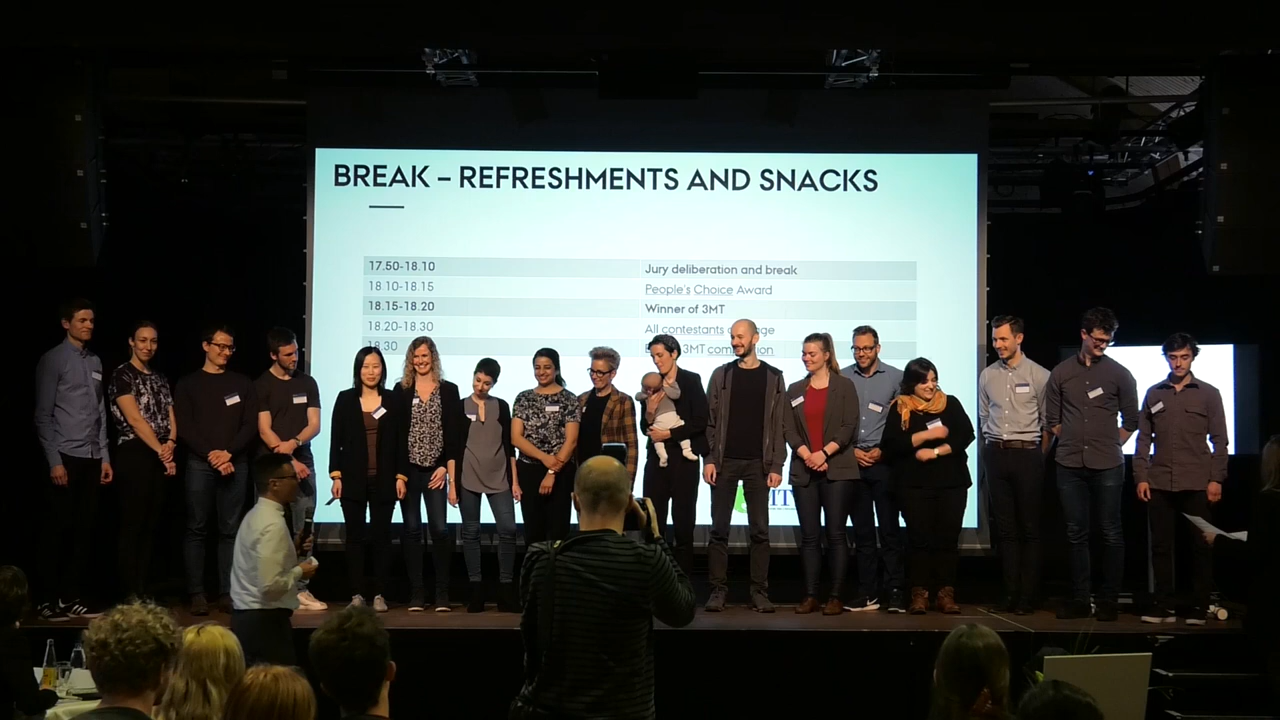 BREAK – REFRESHMENTS AND SNACKS
17.50-18.10 Jury deliberation and break
18.10-18.15 People's Choice Award
18.15-18.20 Winner of 3MT
18.20-18.30 All contestants
18.30 3MT
IT